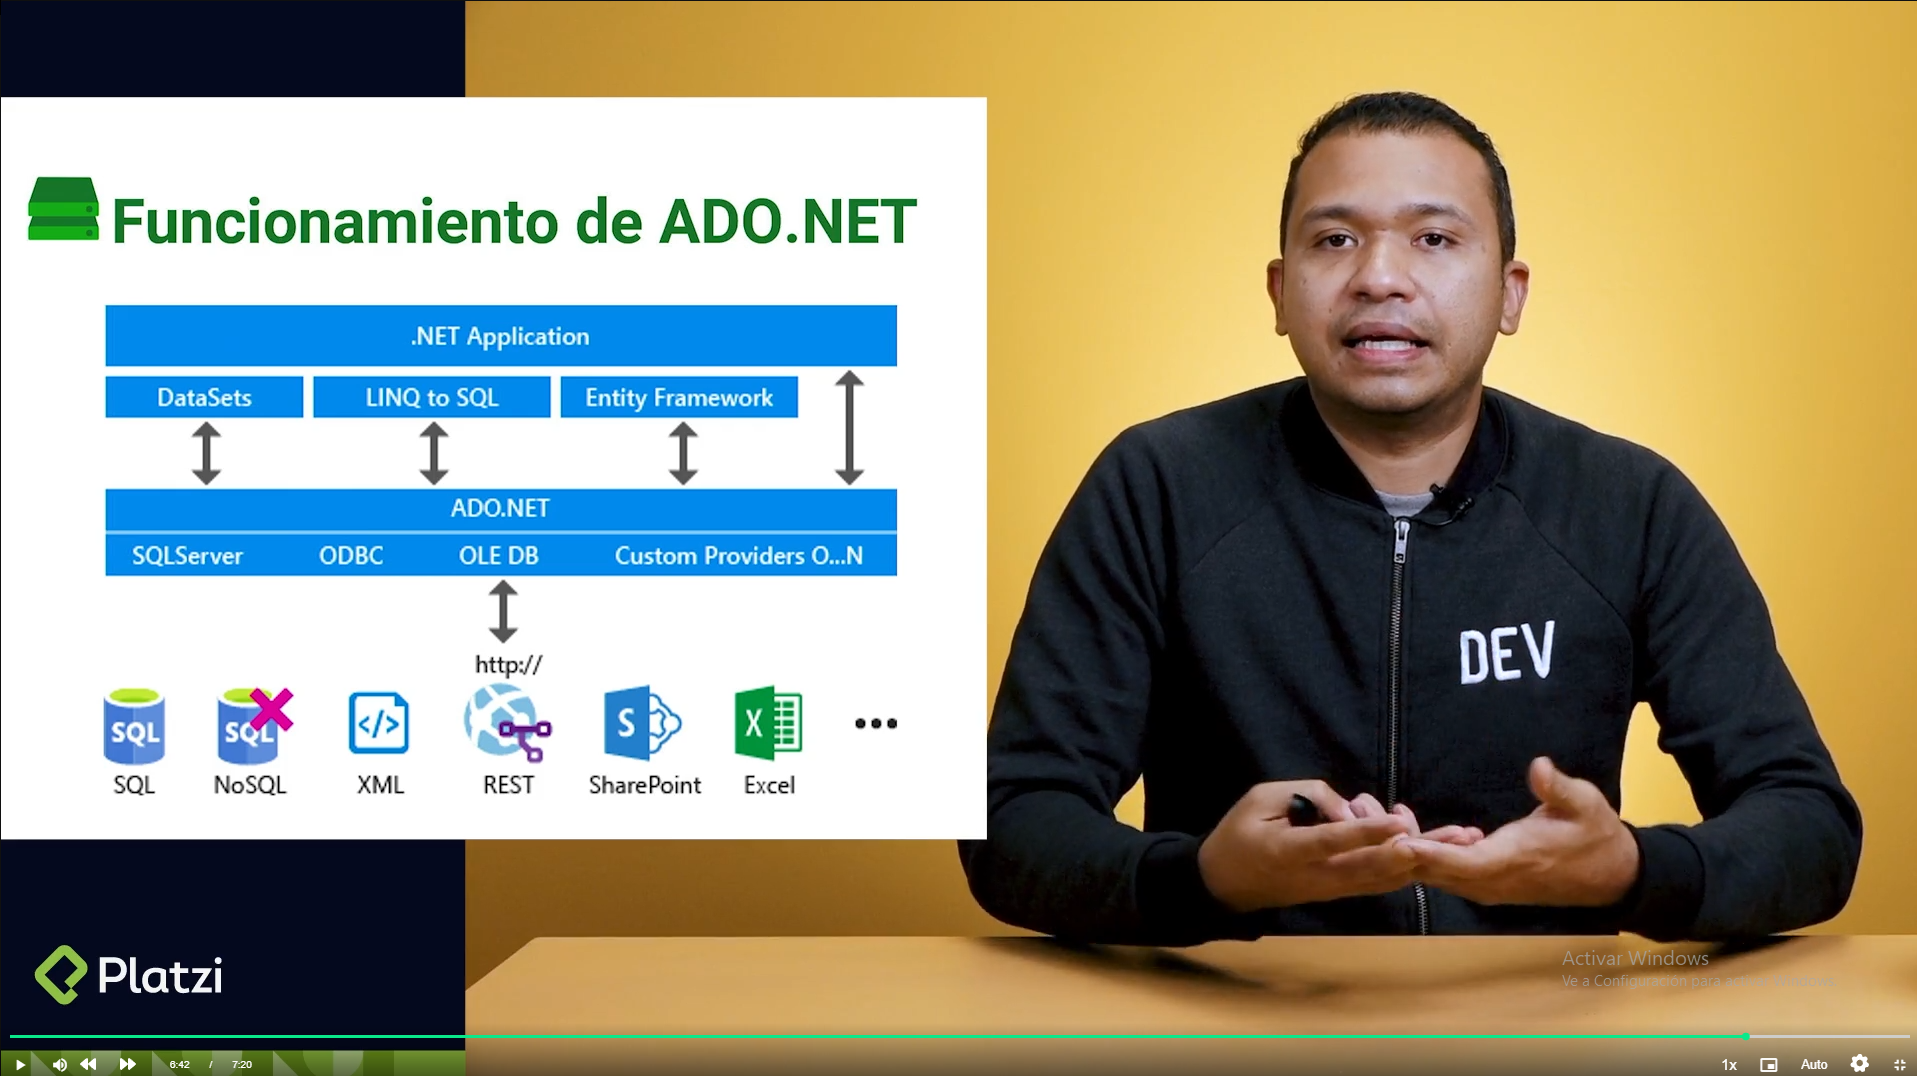 Funcionamiento de ADO.NET
.NET Application
DataSets
LINQ to SQL
Entity Framework
ADO.NET
SQLServer
ODBC
OLE DB
Custom Providers O...N
http://
SQL
SQL
</>
S
X
SQL
NoSQL
XML
REST
SharePoint
Excel
...
DEV
Platzi
Activar Windows
Ve a Configuración para activar Windows.
6:42 / 7:20
1x
Auto